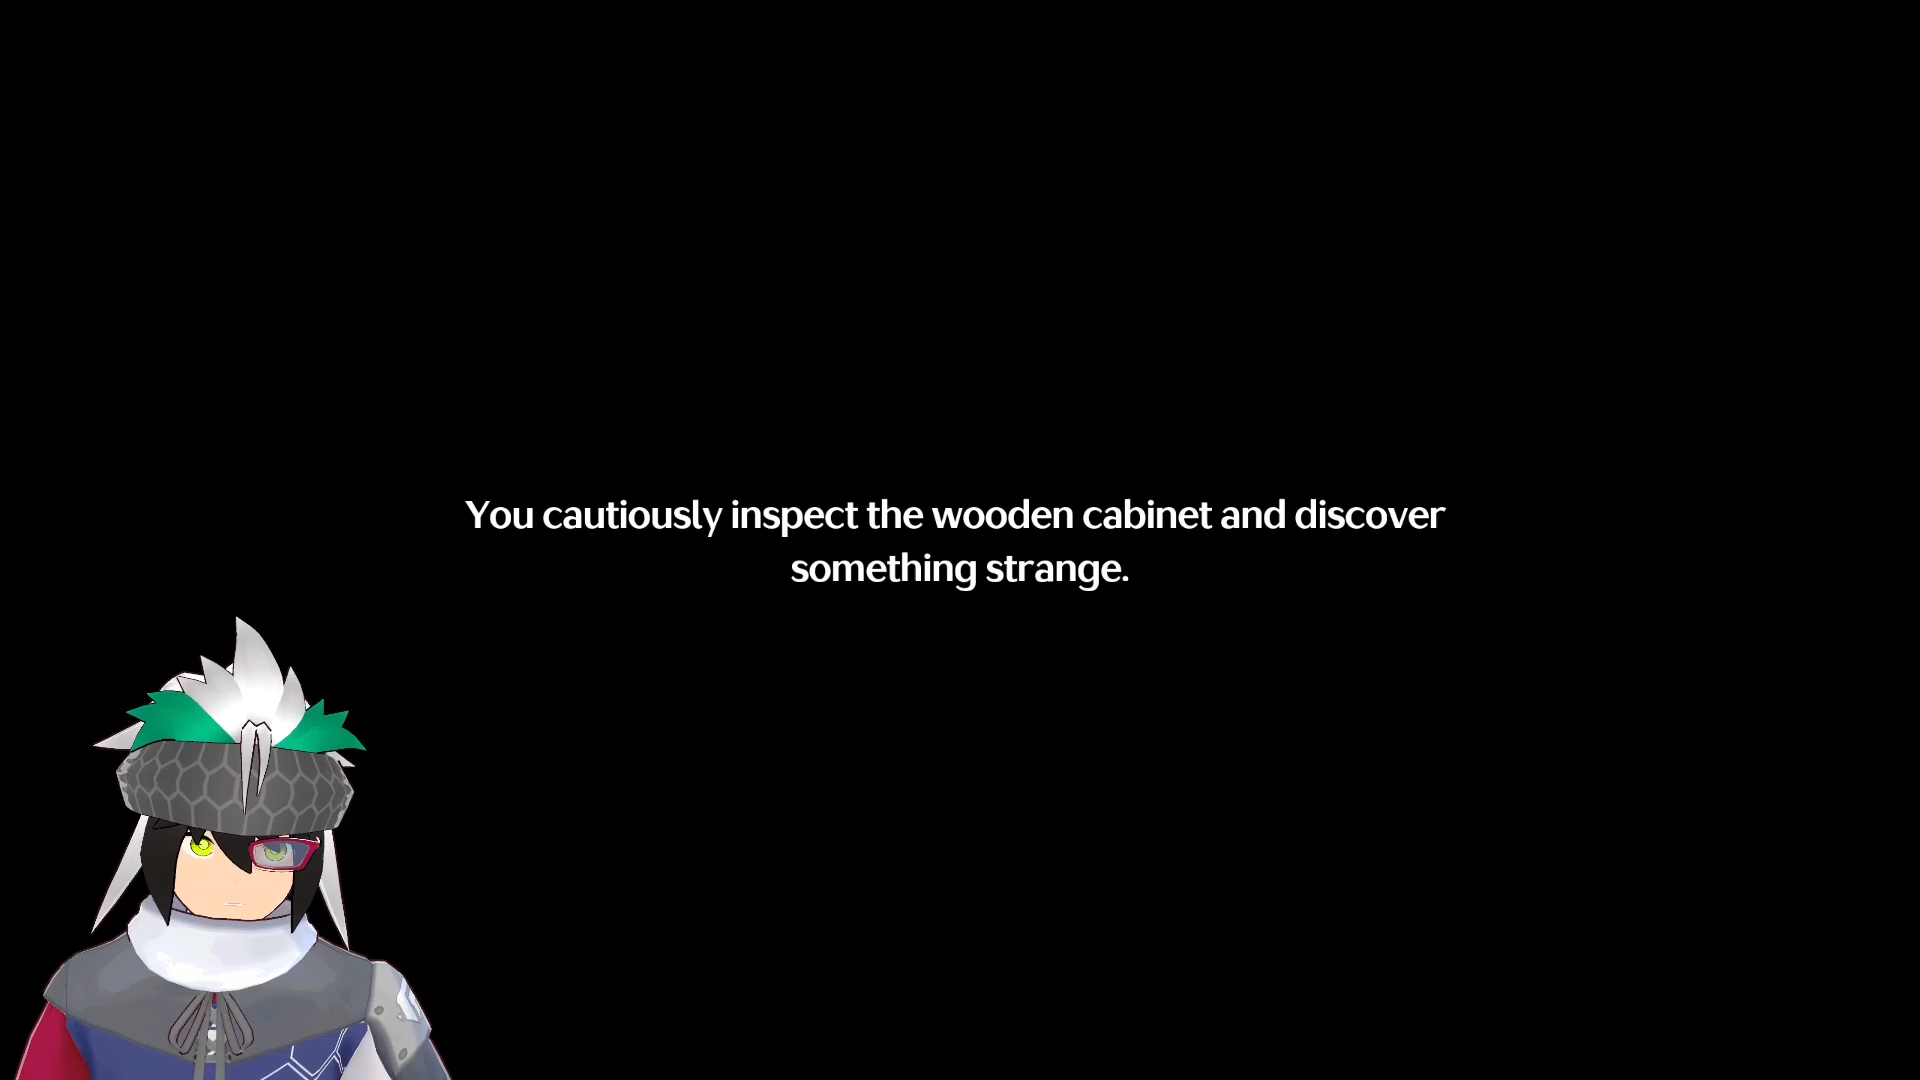 You cautiously inspect the wooden cabinet and discover
something strange.